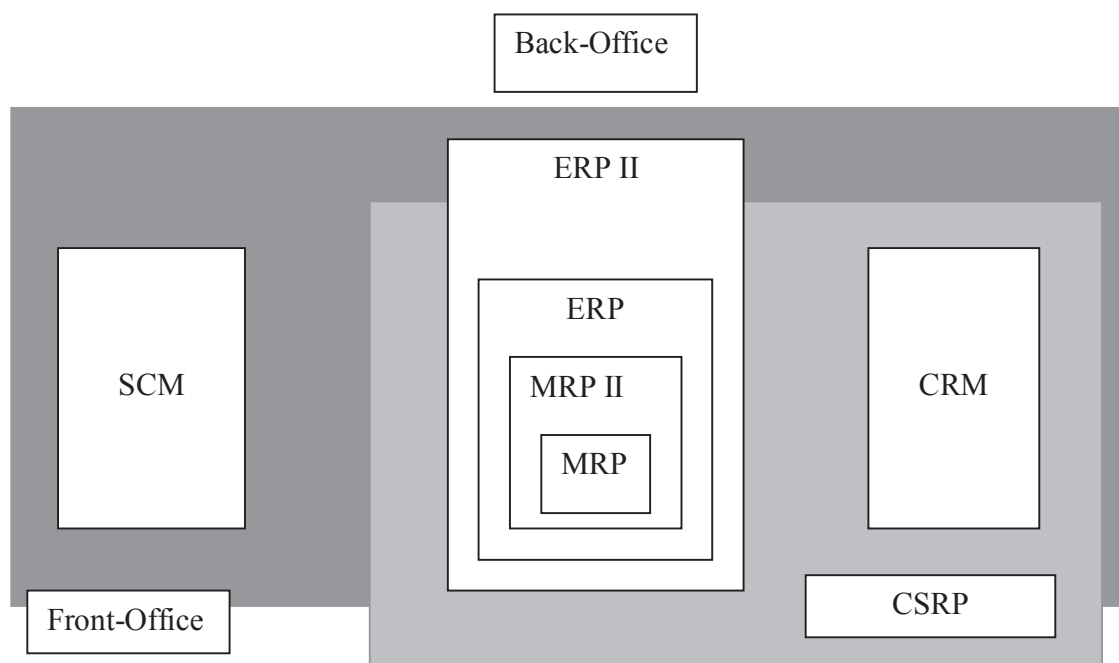 Back-Office
ERP II
ERP
SCM
MRP II
CRM
MRP
CSRP
Front-Office